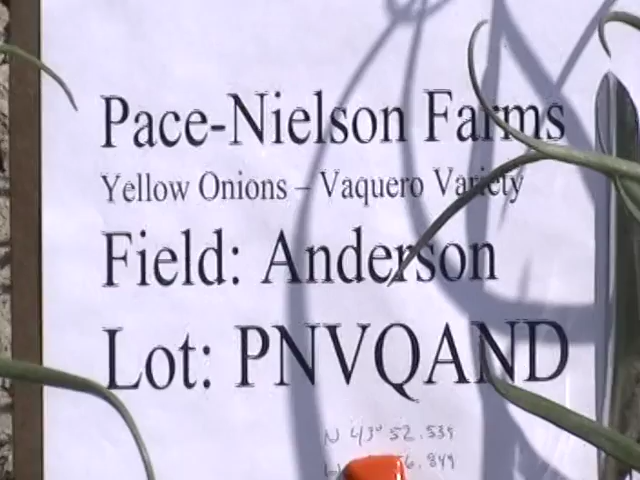 Pace-Nielson Farms
Yellow Onions – Vaquero Variety
Field: Anderson
Lot: PNVQAND
N 43° 52.539